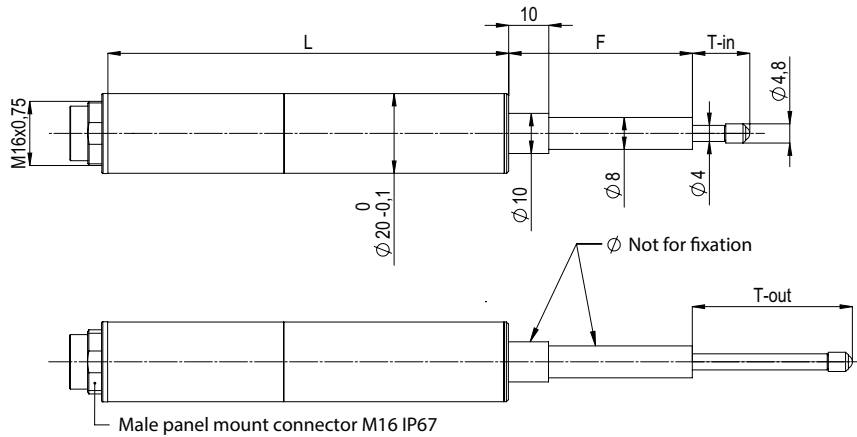 10
L
F
T-in
⌀4,8
M16x0,75
⌀4
⌀8
⌀10
0
⌀20 -0,1
⌀ Not for fixation
T-out
Male panel mount connector M16 IP67